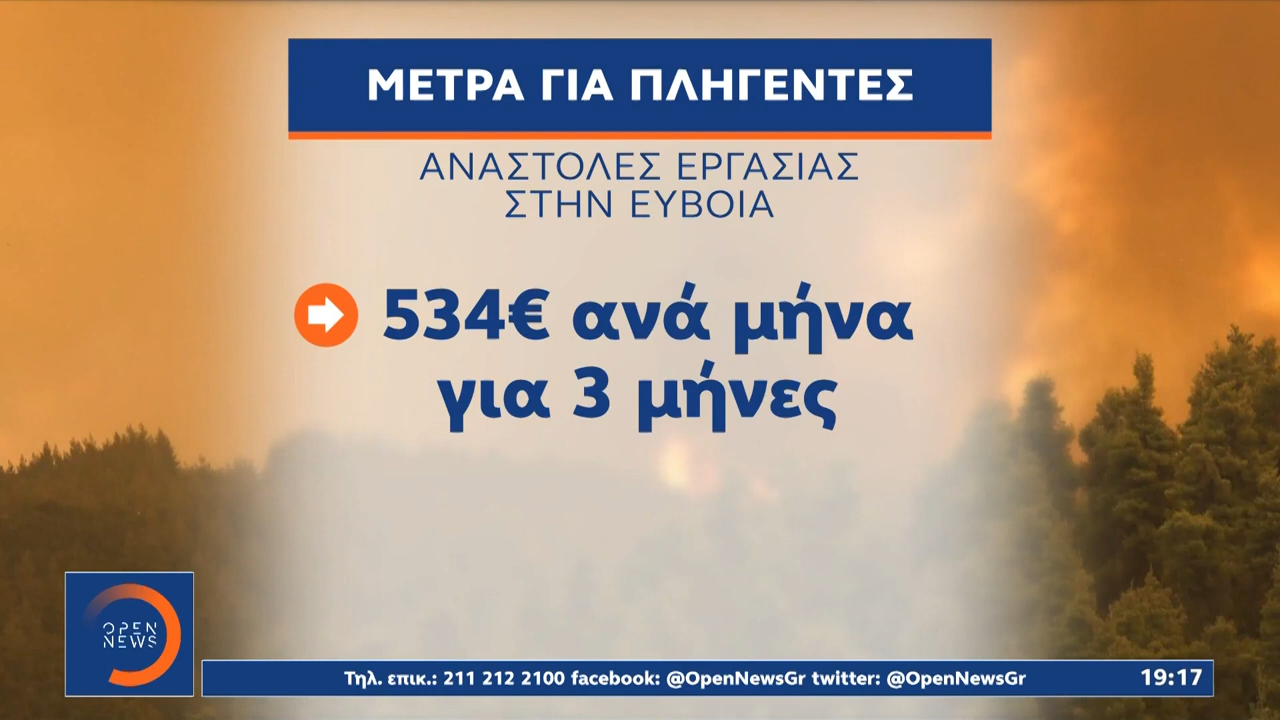 ΜΕΤΡΑ ΓΙΑ ΠΛΗΓΕΝΤΕΣ
ΑΝΑΣΤΟΛΕΣ ΕΡΓΑΣΙΑΣ
ΣΤΗΝ ΕΥΒΟΙΑ
534€ ανά μήνα
για 3 μήνες
OPEN
NEWS
Τηλ. επικ.: 211 212 2100 facebook: @OpenNewsGr twitter: @OpenNewsGr
19:17